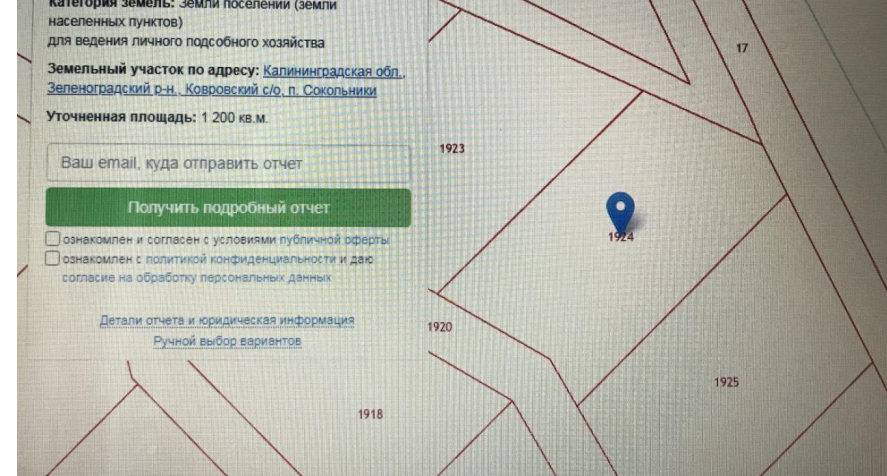 Категория земель: Земли поселений (земли
населенных пунктов)
для ведения личного подсобного хозяйства
Земельный участок по адресу: Калининградская обл.,
Зеленоградский р-н., Ковровский с/о, п. Сокольники
Уточненная площадь: 1 200 кв.м.
Ваш email, куда отправить отчет
Получить подробный отчет
ознакомлен и согласен с условиями публичной оферты
ознакомлен с политикой конфиденциальности и даю
согласие на обработку персональных данных
Детали отчета и юридическая информация
Ручной выбор вариантов
17
1923
1924
1920
1925
1918